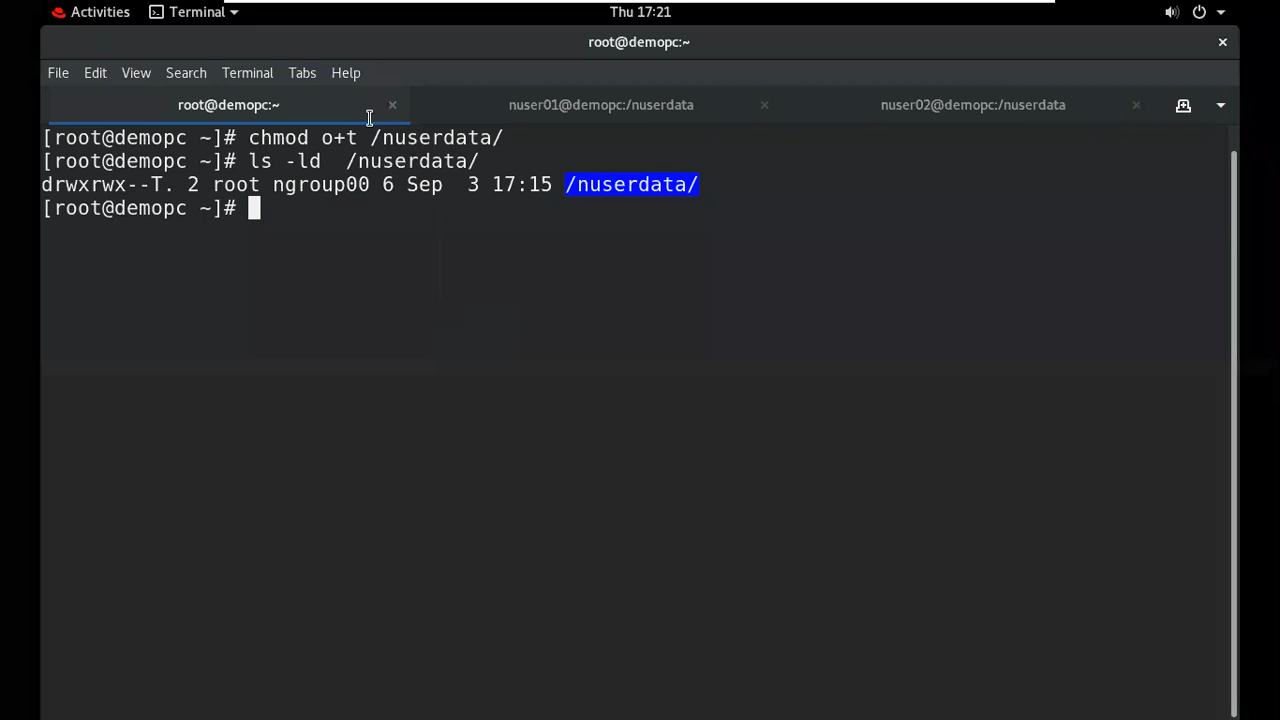 Activities Terminal Thu 17:21
root@demopc:~ ×
File Edit View Search Terminal Tabs Help
root@demopc:~ × nuser01@demopc:/nuserdata × nuser02@demopc:/nuserdata ×
[root@demopc ~]# chmod o+t /nuserdata/
[root@demopc ~]# ls -ld  /nuserdata/
drwxrwx--T. 2 root ngroup00 6 Sep  3 17:15 /nuserdata/
[root@demopc ~]#